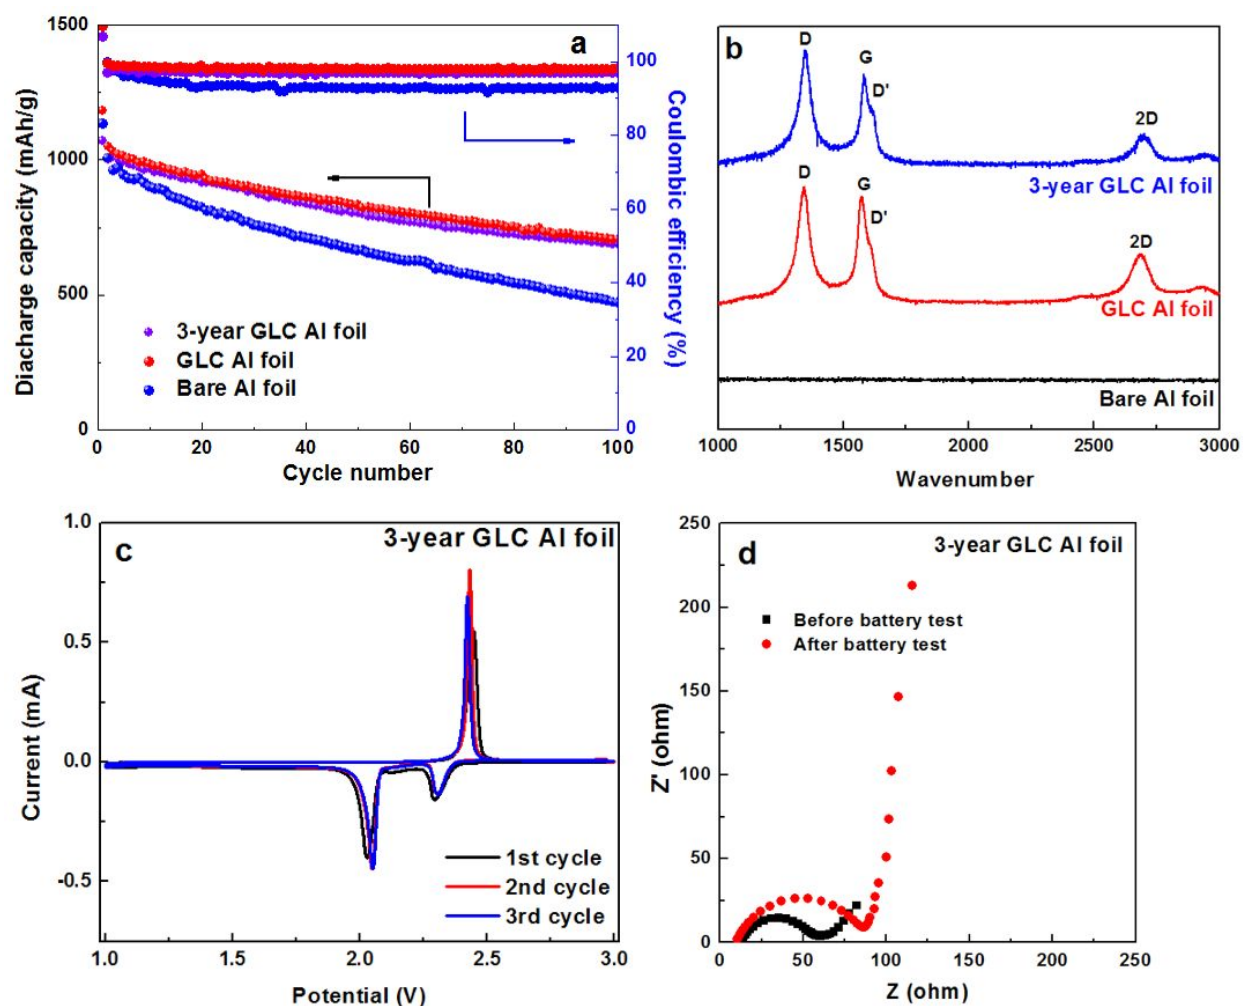 a
1500
1000
500
0
Diacharge capacity (mAh/g)
100
80
60
40
20
0
Coulombic efficiency (%)
3-year GLC Al foil
GLC Al foil
Bare Al foil
0 20 40 60 80 100
Cycle number
b
D
G
D'
2D
3-year GLC Al foil
D
G
D'
2D
GLC Al foil
Bare Al foil
1000 1500 2000 2500 3000
Wavenumber
c
3-year GLC Al foil
1.0
0.5
0.0
-0.5
Current (mA)
1st cycle
2nd cycle
3rd cycle
1.0 2.0 2.5 3.0
Potential (V)
d
3-year GLC Al foil
250
200
150
100
50
25
0
Z' (ohm)
Before battery test
After battery test
0 25 50 100 150 200 250
Z (ohm)